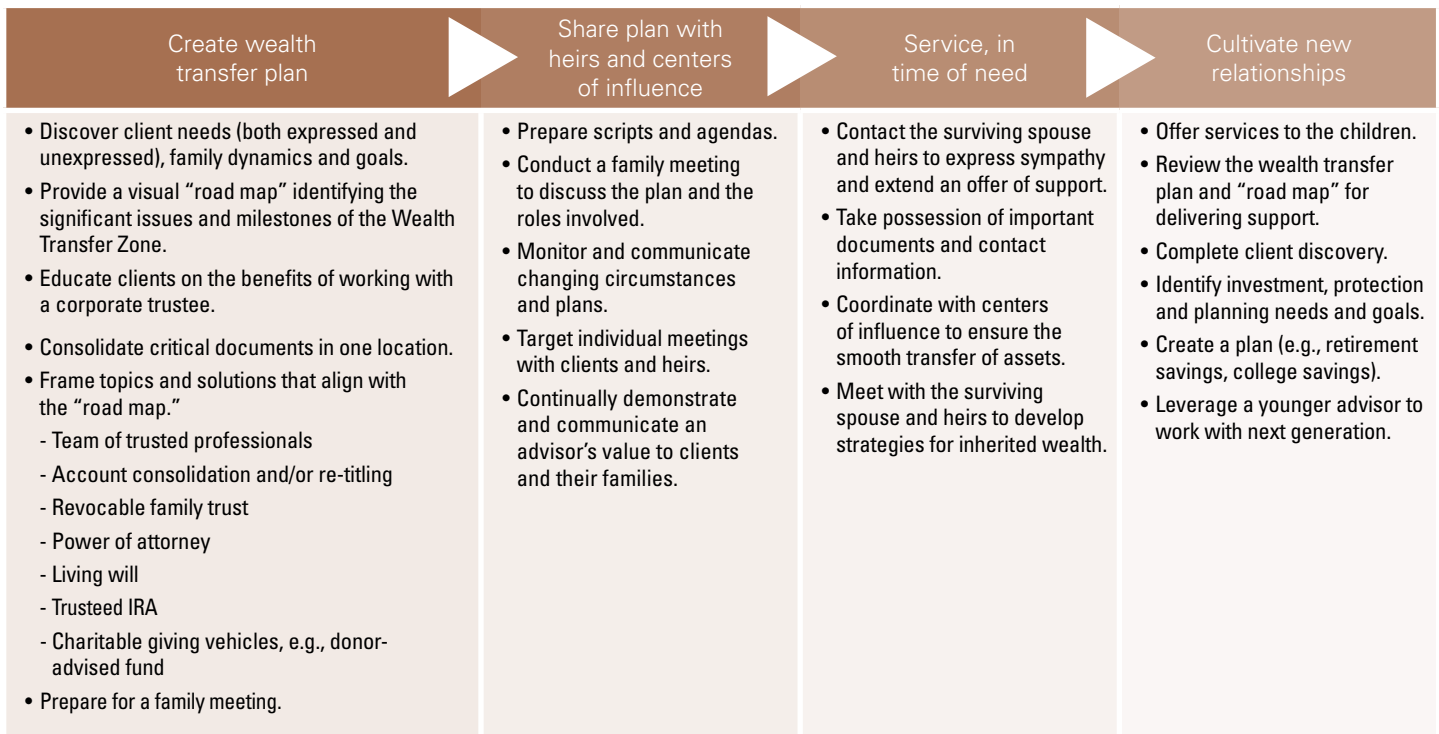 Create wealth
transfer plan
Share plan with
heirs and centers
of influence
Service, in
time of need
Cultivate new
relationships
• Discover client needs (both expressed and
unexpressed), family dynamics and goals.
• Provide a visual “road map” identifying the
significant issues and milestones of the Wealth
Transfer Zone.
• Educate clients on the benefits of working with
a corporate trustee.
• Consolidate critical documents in one location.
• Frame topics and solutions that align with
the “road map.”
- Team of trusted professionals
- Account consolidation and/or re-titling
- Revocable family trust
- Power of attorney
- Living will
- Trusteed IRA
- Charitable giving vehicles, e.g., donor-
advised fund
• Prepare for a family meeting.
• Prepare scripts and agendas.
• Conduct a family meeting
to discuss the plan and the
roles involved.
• Monitor and communicate
changing circumstances
and plans.
• Target individual meetings
with clients and heirs.
• Continually demonstrate
and communicate an
advisor’s value to clients
and their families.
• Contact the surviving spouse
and heirs to express sympathy
and extend an offer of support.
• Take possession of important
documents and contact
information.
• Coordinate with centers
of influence to ensure the
smooth transfer of assets.
• Meet with the surviving
spouse and heirs to develop
strategies for inherited wealth.
• Offer services to the children.
• Review the wealth transfer
plan and “road map” for
delivering support.
• Complete client discovery.
• Identify investment, protection
and planning needs and goals.
• Create a plan (e.g., retirement
savings, college savings).
• Leverage a younger advisor to
work with next generation.